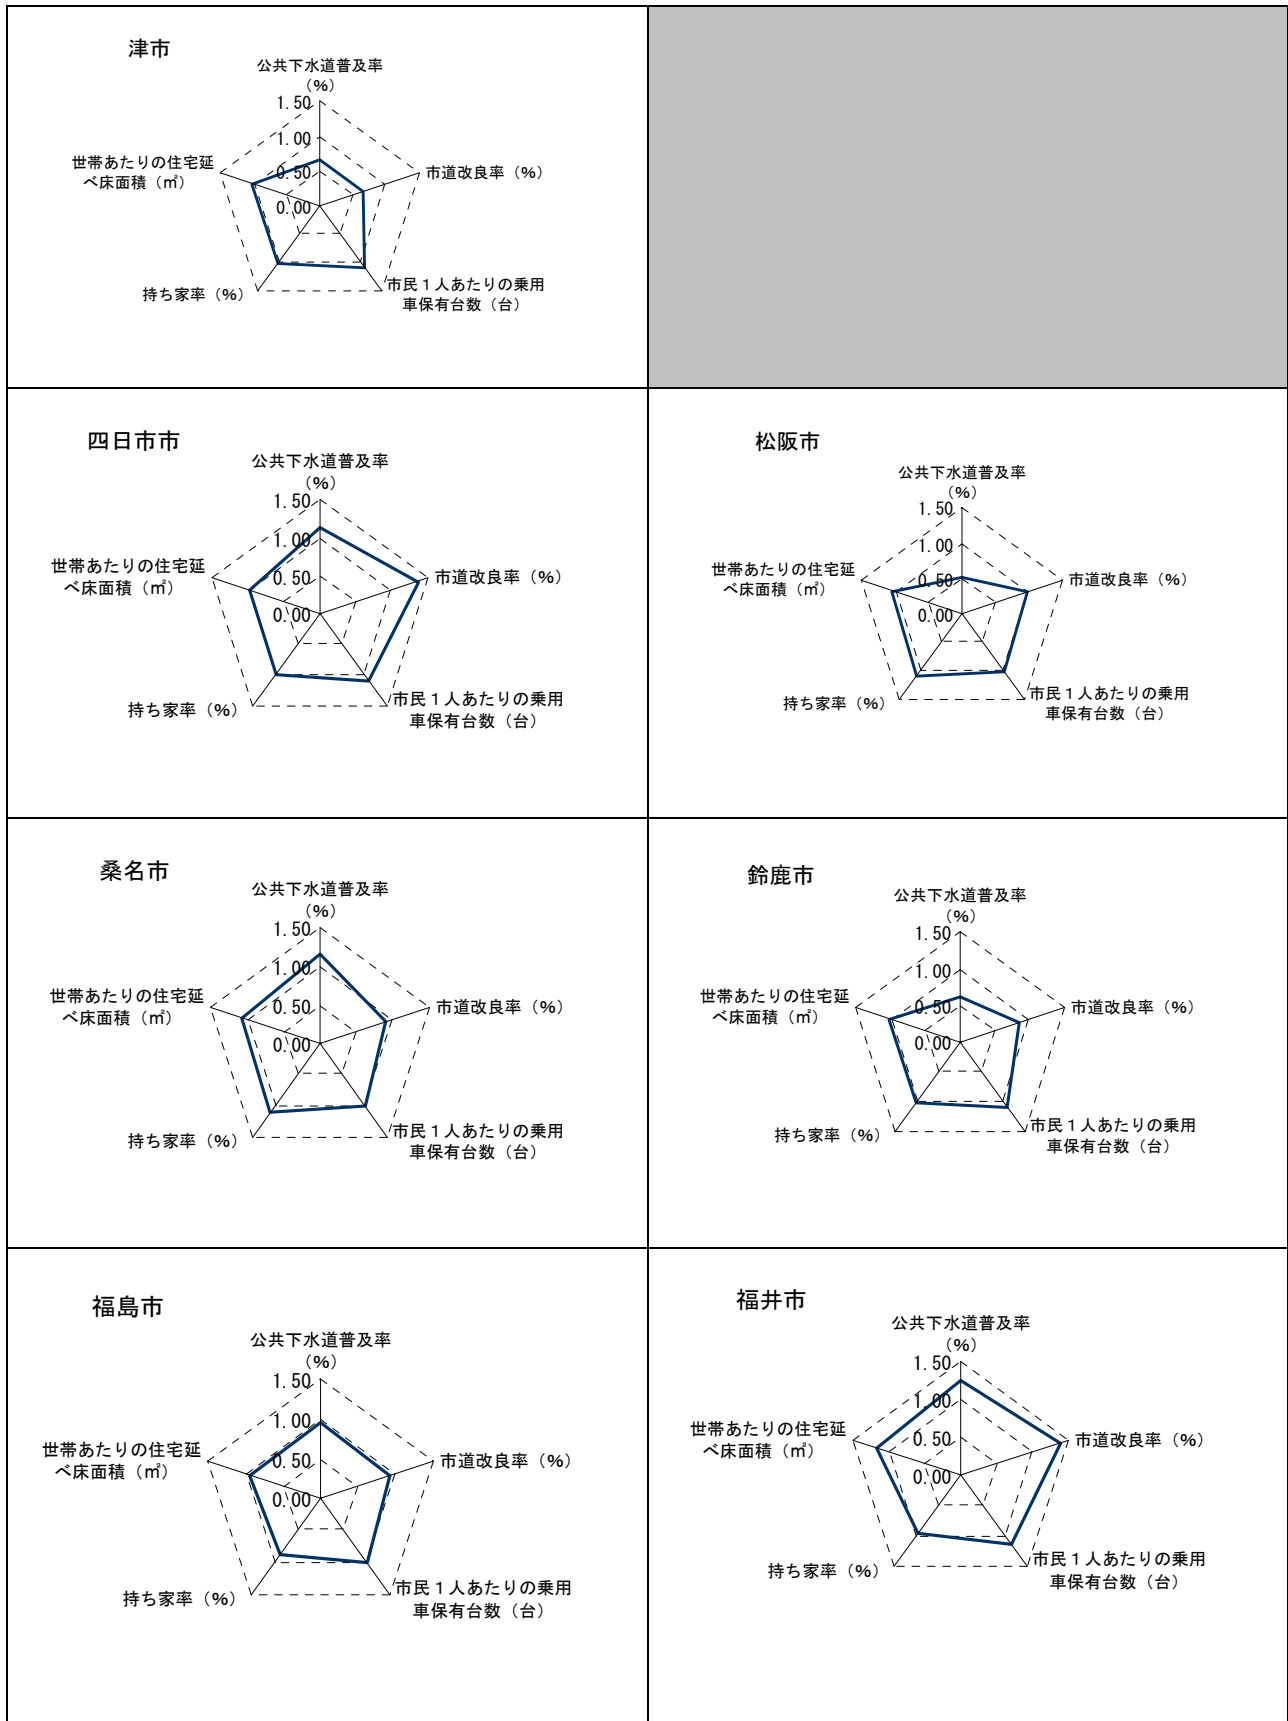 津市
公共下水道普及率
（%）
1.50
1.00
0.50
0.00
市道改良率（%）
市民１人あたりの乗用
車保有台数（台）
持ち家率（%）
世帯あたりの住宅延
べ床面積（㎡）
四日市市
公共下水道普及率
（%）
1.50
1.00
0.50
0.00
市道改良率（%）
市民１人あたりの乗用
車保有台数（台）
持ち家率（%）
世帯あたりの住宅延
べ床面積（㎡）
松阪市
公共下水道普及率
（%）
1.50
1.00
0.50
0.00
市道改良率（%）
市民１人あたりの乗用
車保有台数（台）
持ち家率（%）
世帯あたりの住宅延
べ床面積（㎡）
桑名市
公共下水道普及率
（%）
1.50
1.00
0.50
0.00
市道改良率（%）
市民１人あたりの乗用
車保有台数（台）
持ち家率（%）
世帯あたりの住宅延
べ床面積（㎡）
鈴鹿市
公共下水道普及率
（%）
1.50
1.00
0.50
0.00
市道改良率（%）
市民１人あたりの乗用
車保有台数（台）
持ち家率（%）
世帯あたりの住宅延
べ床面積（㎡）
福島市
公共下水道普及率
（%）
1.50
1.00
0.50
0.00
市道改良率（%）
市民１人あたりの乗用
車保有台数（台）
持ち家率（%）
世帯あたりの住宅延
べ床面積（㎡）
福井市
公共下水道普及率
（%）
1.50
1.00
0.50
0.00
市道改良率（%）
市民１人あたりの乗用
車保有台数（台）
持ち家率（%）
世帯あたりの住宅延
べ床面積（㎡）